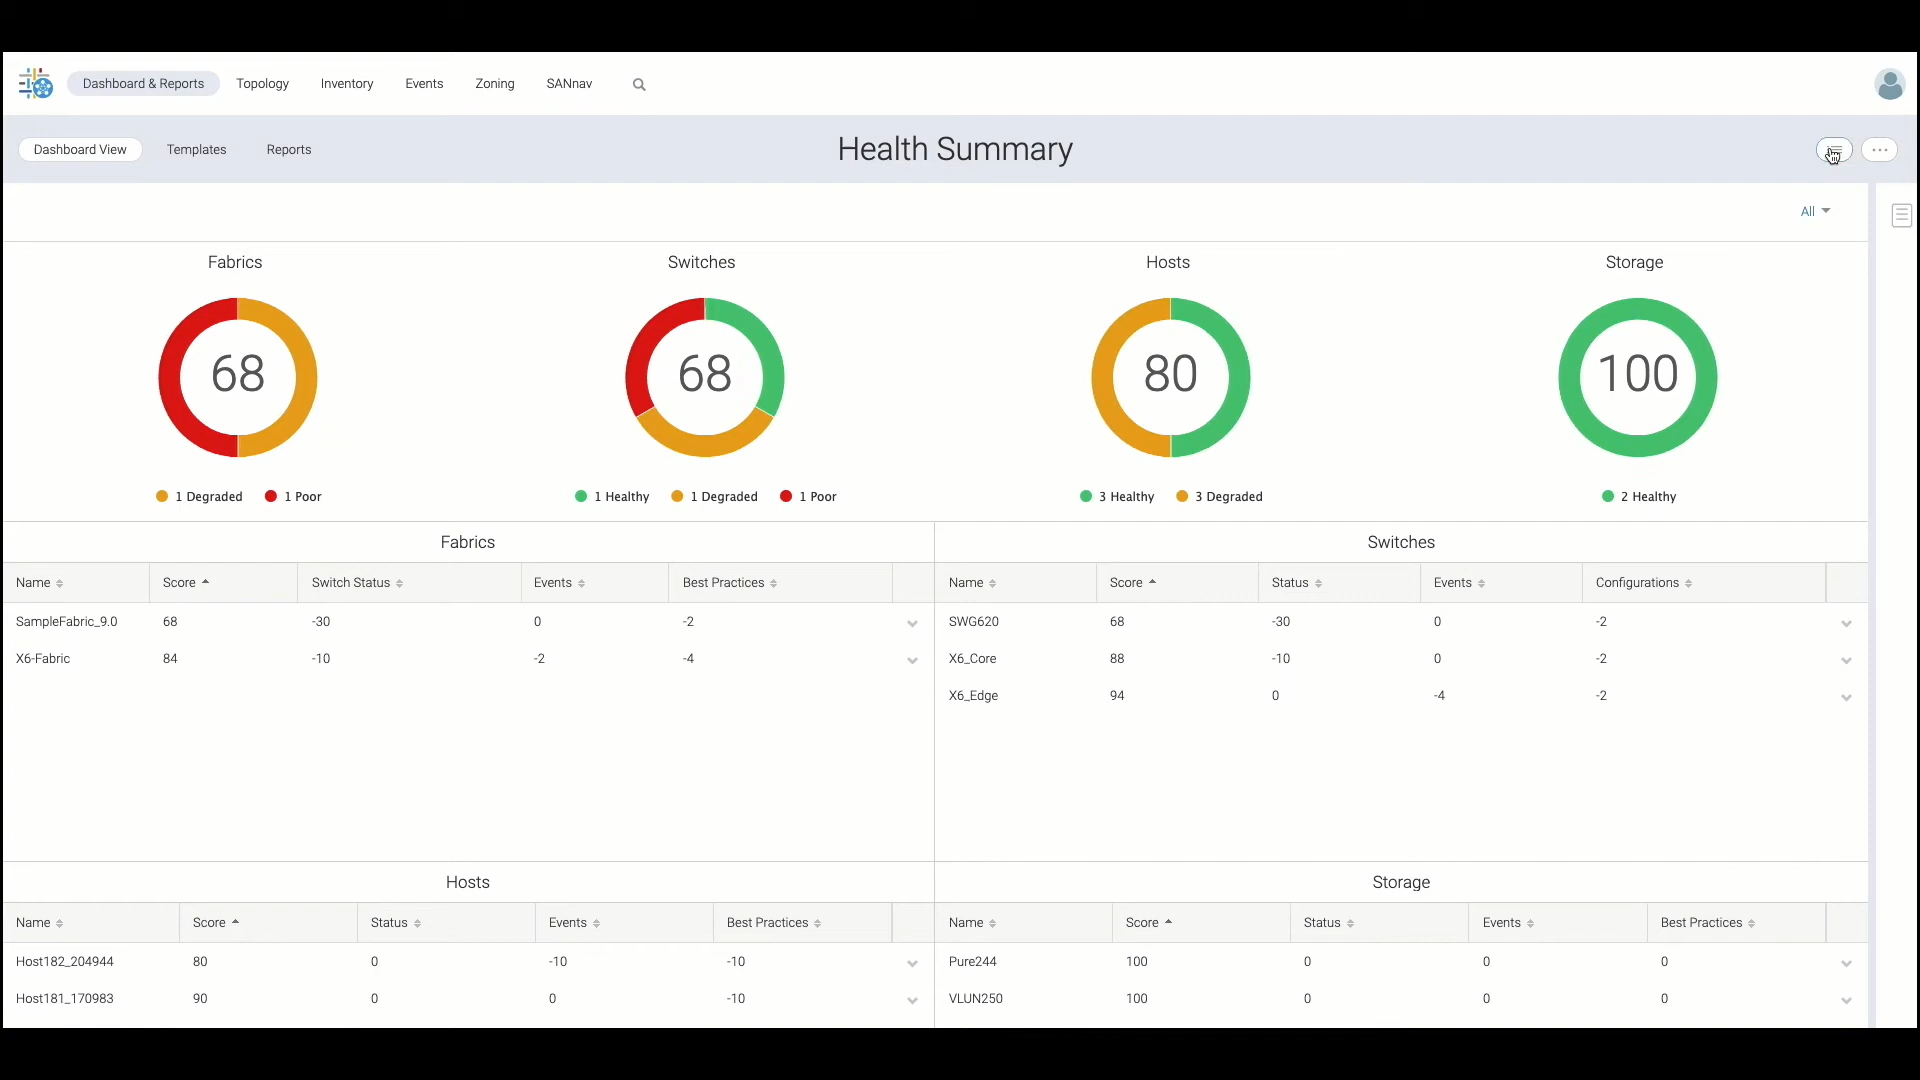 Dashboard & Reports Topology Inventory Events Zoning SANnav
Dashboard View Templates Reports Health Summary
All
Fabrics Switches Hosts Storage
68 68 80 100
1 Degraded 1 Poor 1 Healthy 1 Degraded 1 Poor 3 Healthy 3 Degraded 2 Healthy
Fabrics
Name Score Switch Status Events Best Practices
SampleFabric_9.0 68 -30 0 -2
X6-Fabric 84 -10 -2 -4
Switches
Name Score Status Events Configurations
SWG620 68 -30 0 -2
X6_Core 88 -10 0 -2
X6_Edge 94 0 -4 -2
Hosts
Name Score Status Events Best Practices
Host182_204944 80 0 -10 -10
Host181_170983 90 0 0 -10
Storage
Name Score Status Events Best Practices
Pure244 100 0 0 0
VLUN250 100 0 0 0